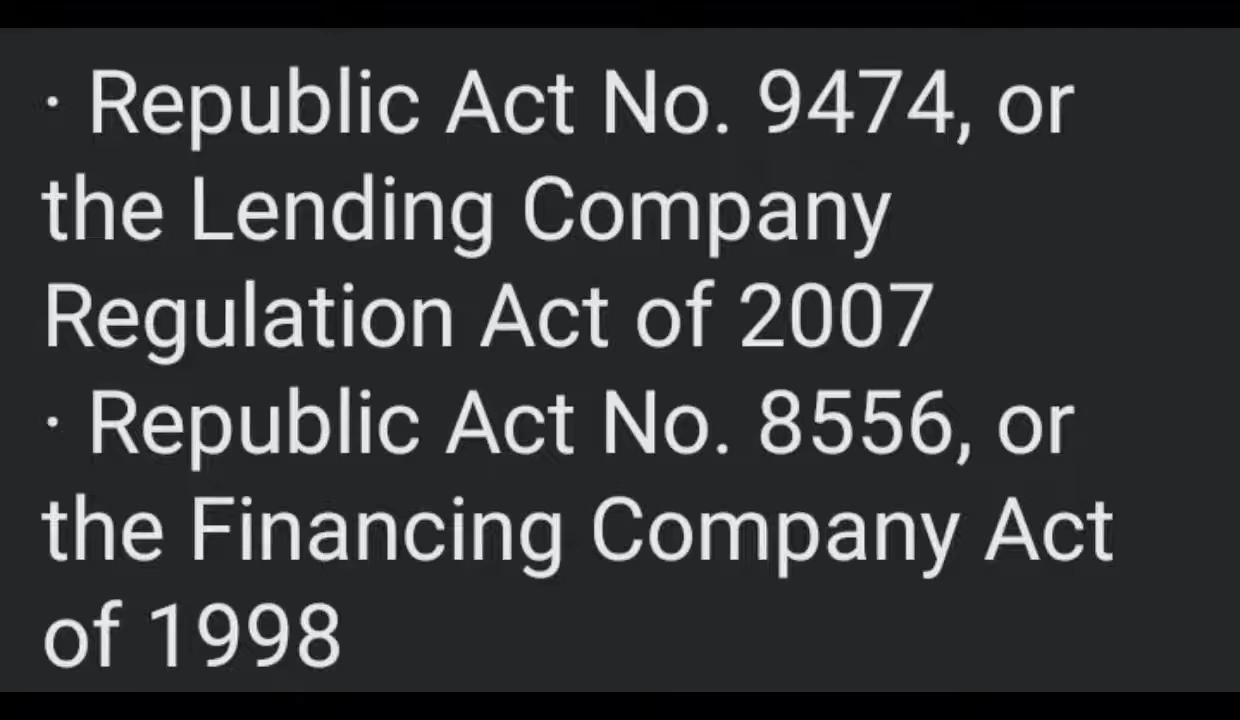 · Republic Act No. 9474, or
the Lending Company
Regulation Act of 2007
· Republic Act No. 8556, or
the Financing Company Act
of 1998